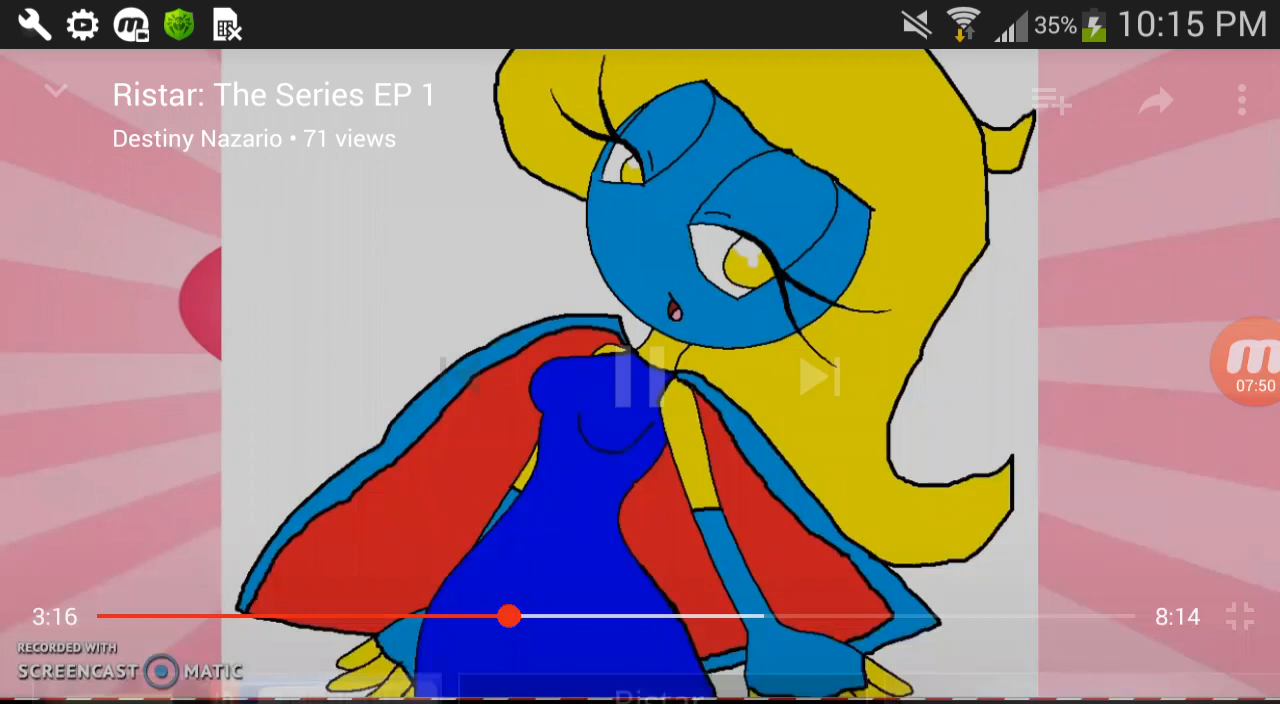 35% 10:15 PM
Ristar: The Series EP 1
Destiny Nazario • 71 views
07:50
3:16 8:14
RECORDED WITH
SCREENCAST MATIC
Ristar